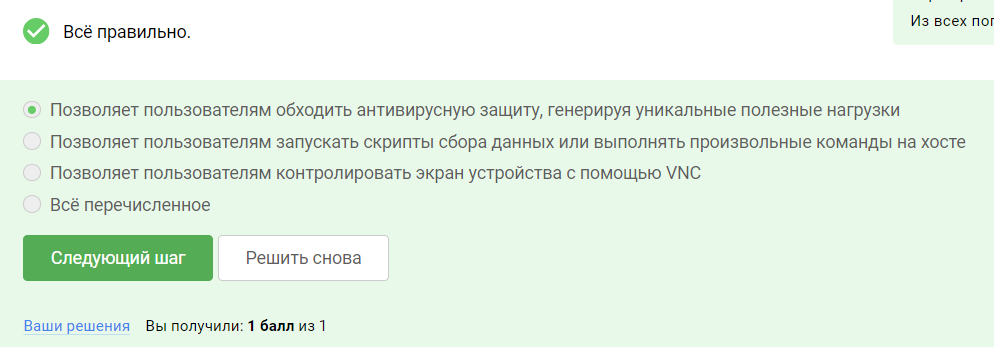 Всё правильно.
Из всех
Позволяет пользователям обходить антивирусную защиту, генерируя уникальные полезные нагрузки
Позволяет пользователям запускать скрипты сбора данных или выполнять произвольные команды на хосте
Позволяет пользователям контролировать экран устройства с помощью VNC
Всё перечисленное
Следующий шаг Решить снова
Ваши решения Вы получили: 1 балл из 1